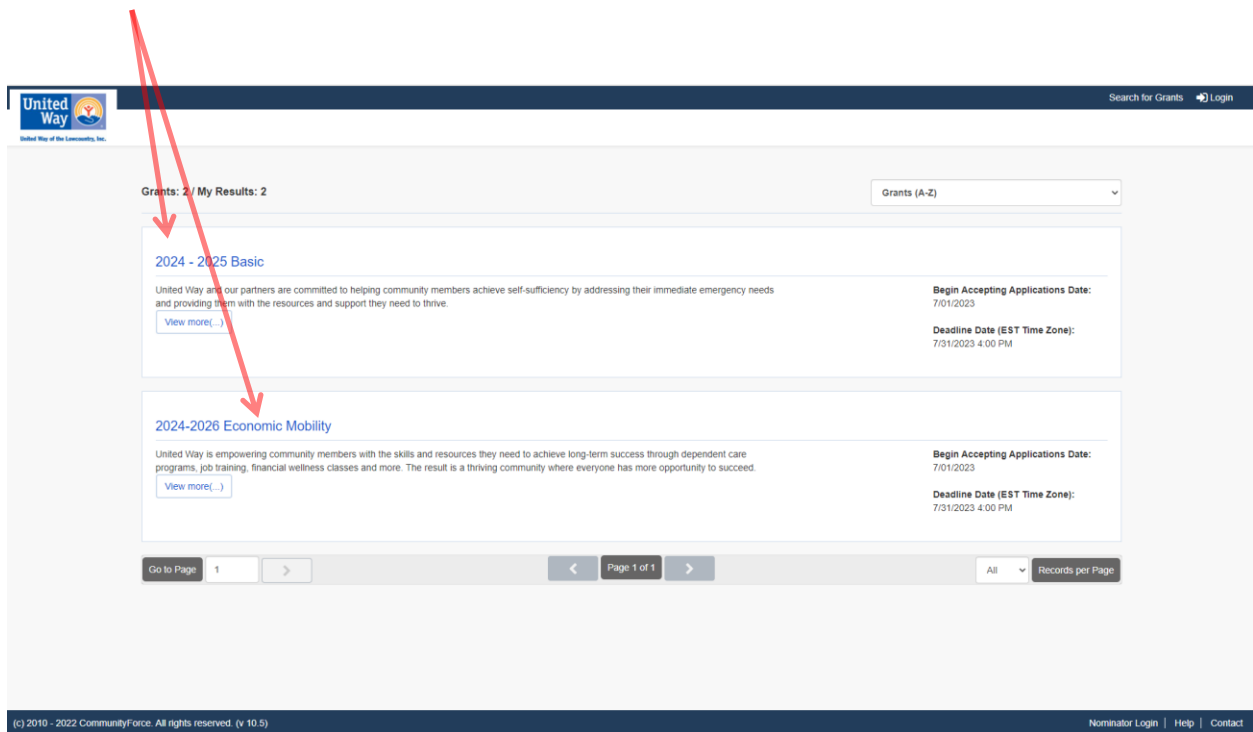 United
Way
United Way of the Lowcountry, Inc.
Search for Grants Login
Grants: 2 / My Results: 2
Grants (A-Z)
2024 - 2025 Basic
United Way and our partners are committed to helping community members achieve self-sufficiency by addressing their immediate emergency needs
and providing them with the resources and support they need to thrive.
View more(...)
Begin Accepting Applications Date:
7/01/2023
Deadline Date (EST Time Zone):
7/31/2023 4:00 PM
2024-2026 Economic Mobility
United Way is empowering community members with the skills and resources they need to achieve long-term success through dependent care
programs, job training, financial wellness classes and more. The result is a thriving community where everyone has more opportunity to succeed.
View more(...)
Begin Accepting Applications Date:
7/01/2023
Deadline Date (EST Time Zone):
7/31/2023 4:00 PM
Go to Page 1 > < Page 1 of 1 > All Records per Page
(c) 2010 - 2022 CommunityForce. All rights reserved. (v 10.5) Nominator Login | Help | Contact